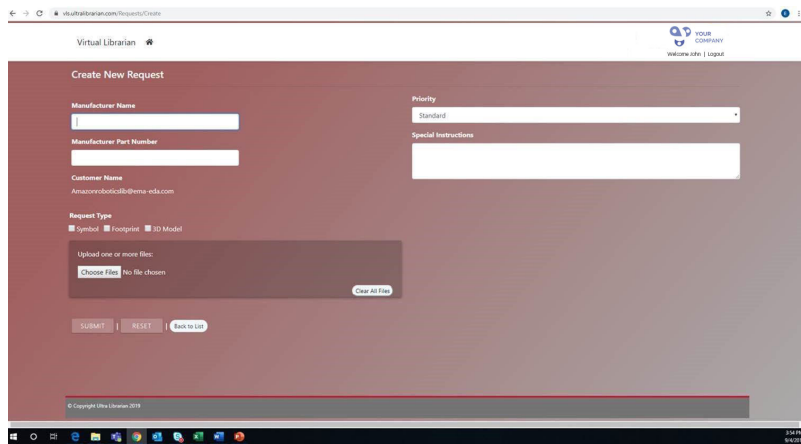 vls.ultralibrarian.com/Requests/Create
Virtual Librarian
YOUR
COMPANY
Welcome John | Logout
Create New Request
Manufacturer Name
Manufacturer Part Number
Customer Name
Amazonroboticslib@ema-eda.com
Request Type
Symbol Footprint 3D Model
Upload one or more files:
Choose Files No file chosen
Clear All Files
SUBMIT | RESET | Back to List
Priority
Standard
Special Instructions
© Copyright Ultra Librarian 2019
3:54 PM